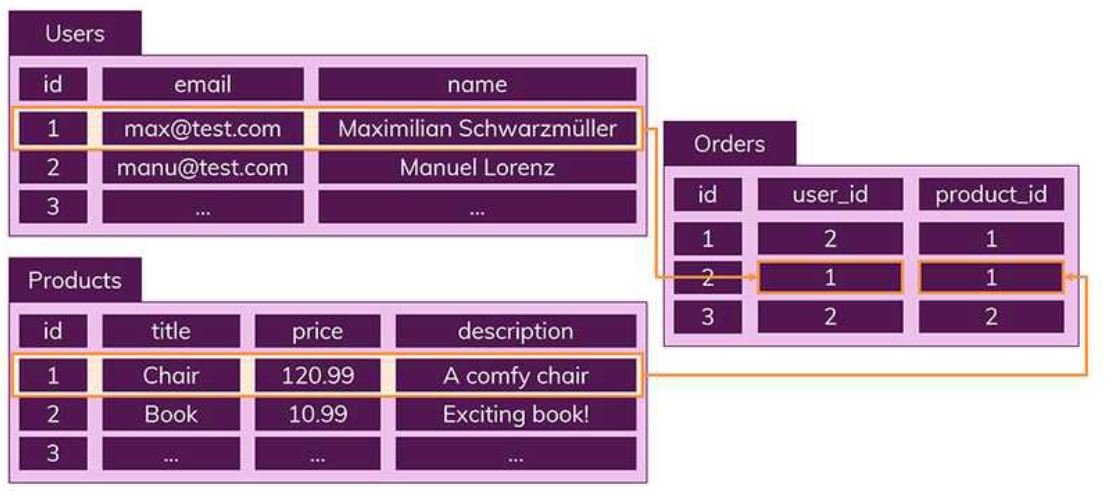 Users
id email name
1 max@test.com Maximilian Schwarzmüller
2 manu@test.com Manuel Lorenz
3 ... ...
Orders
id user_id product_id
1 2 1
2 1 1
3 2 2
Products
id title price description
1 Chair 120.99 A comfy chair
2 Book 10.99 Exciting book!
3 ... ... ...